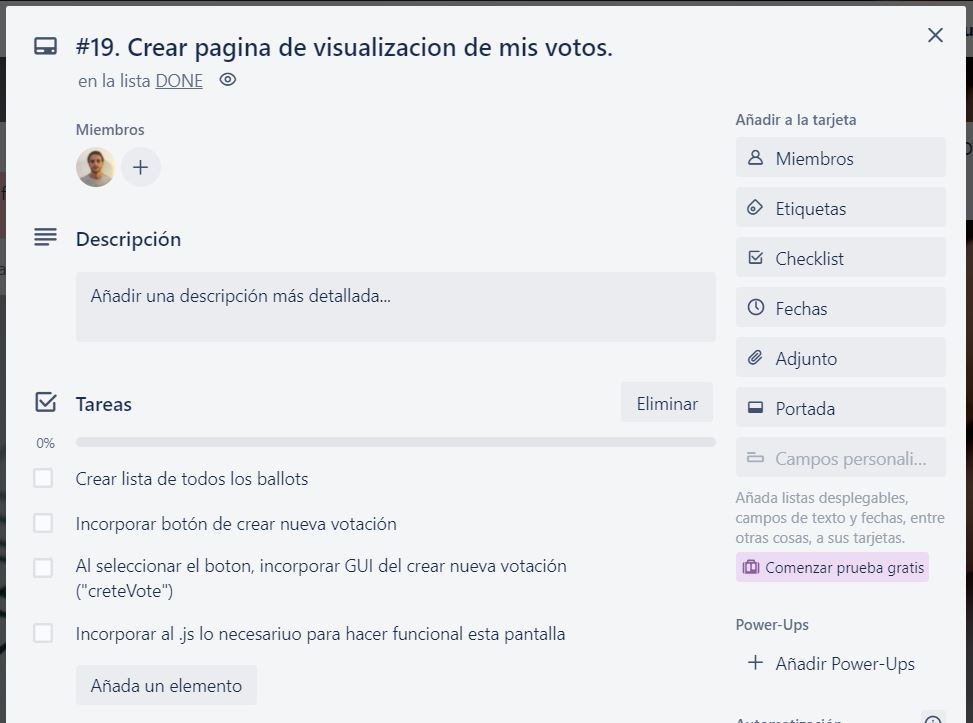 #19. Crear pagina de visualizacion de mis votos.
en la lista DONE
Miembros
Descripción
Añadir una descripción más detallada...
Tareas
Eliminar
0%
Crear lista de todos los ballots
Incorporar botón de crear nueva votación
Al seleccionar el boton, incorporar GUI del crear nueva votación
("creteVote")
Incorporar al .js lo necesariuo para hacer funcional esta pantalla
Añada un elemento
Añadir a la tarjeta
Miembros
Etiquetas
Checklist
Fechas
Adjunto
Portada
Campos personali...
Añada listas desplegables,
campos de texto y fechas, entre
otras cosas, a sus tarjetas.
Comenzar prueba gratis
Power-Ups
Añadir Power-Ups
Automatización